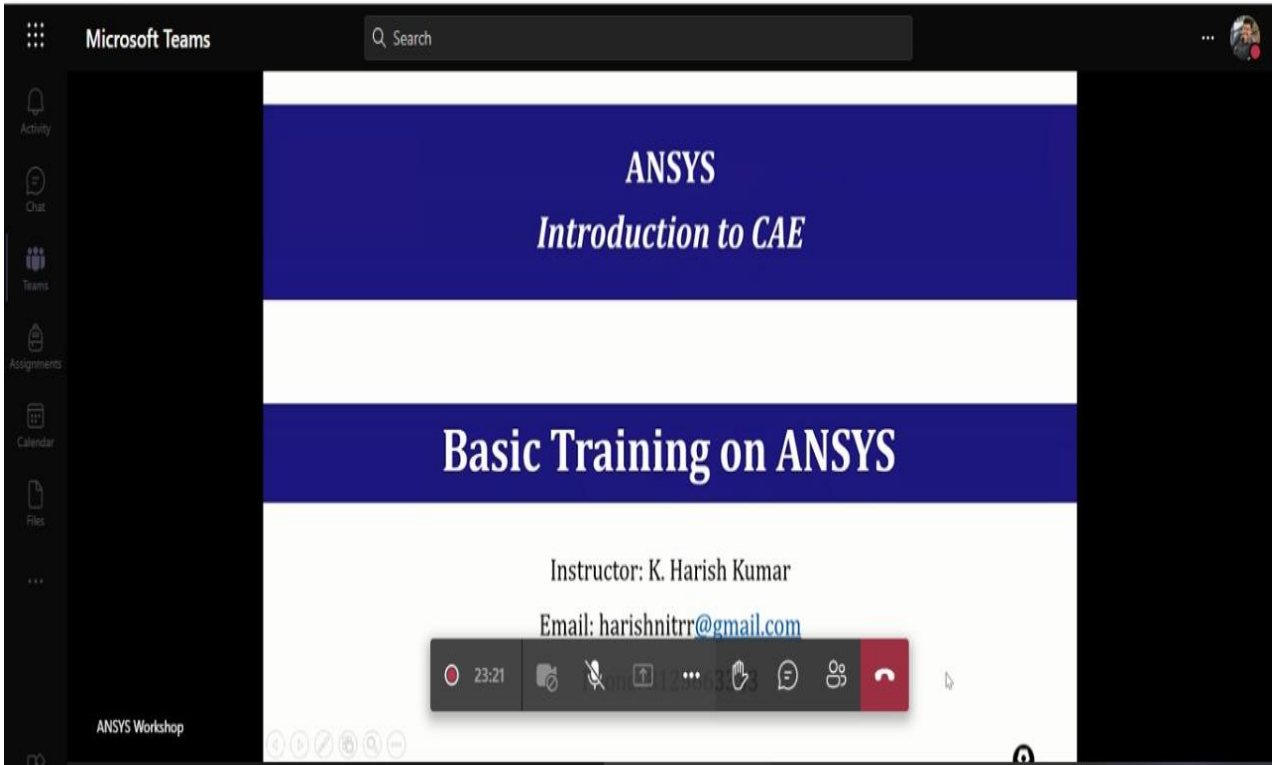 Microsoft Teams
Search
Activity
Chat
Teams
Assignments
Calendar
Files
ANSYS
Introduction to CAE
Basic Training on ANSYS
Instructor: K. Harish Kumar
Email: harishnitrr@gmail.com
23:21
ANSYS Workshop